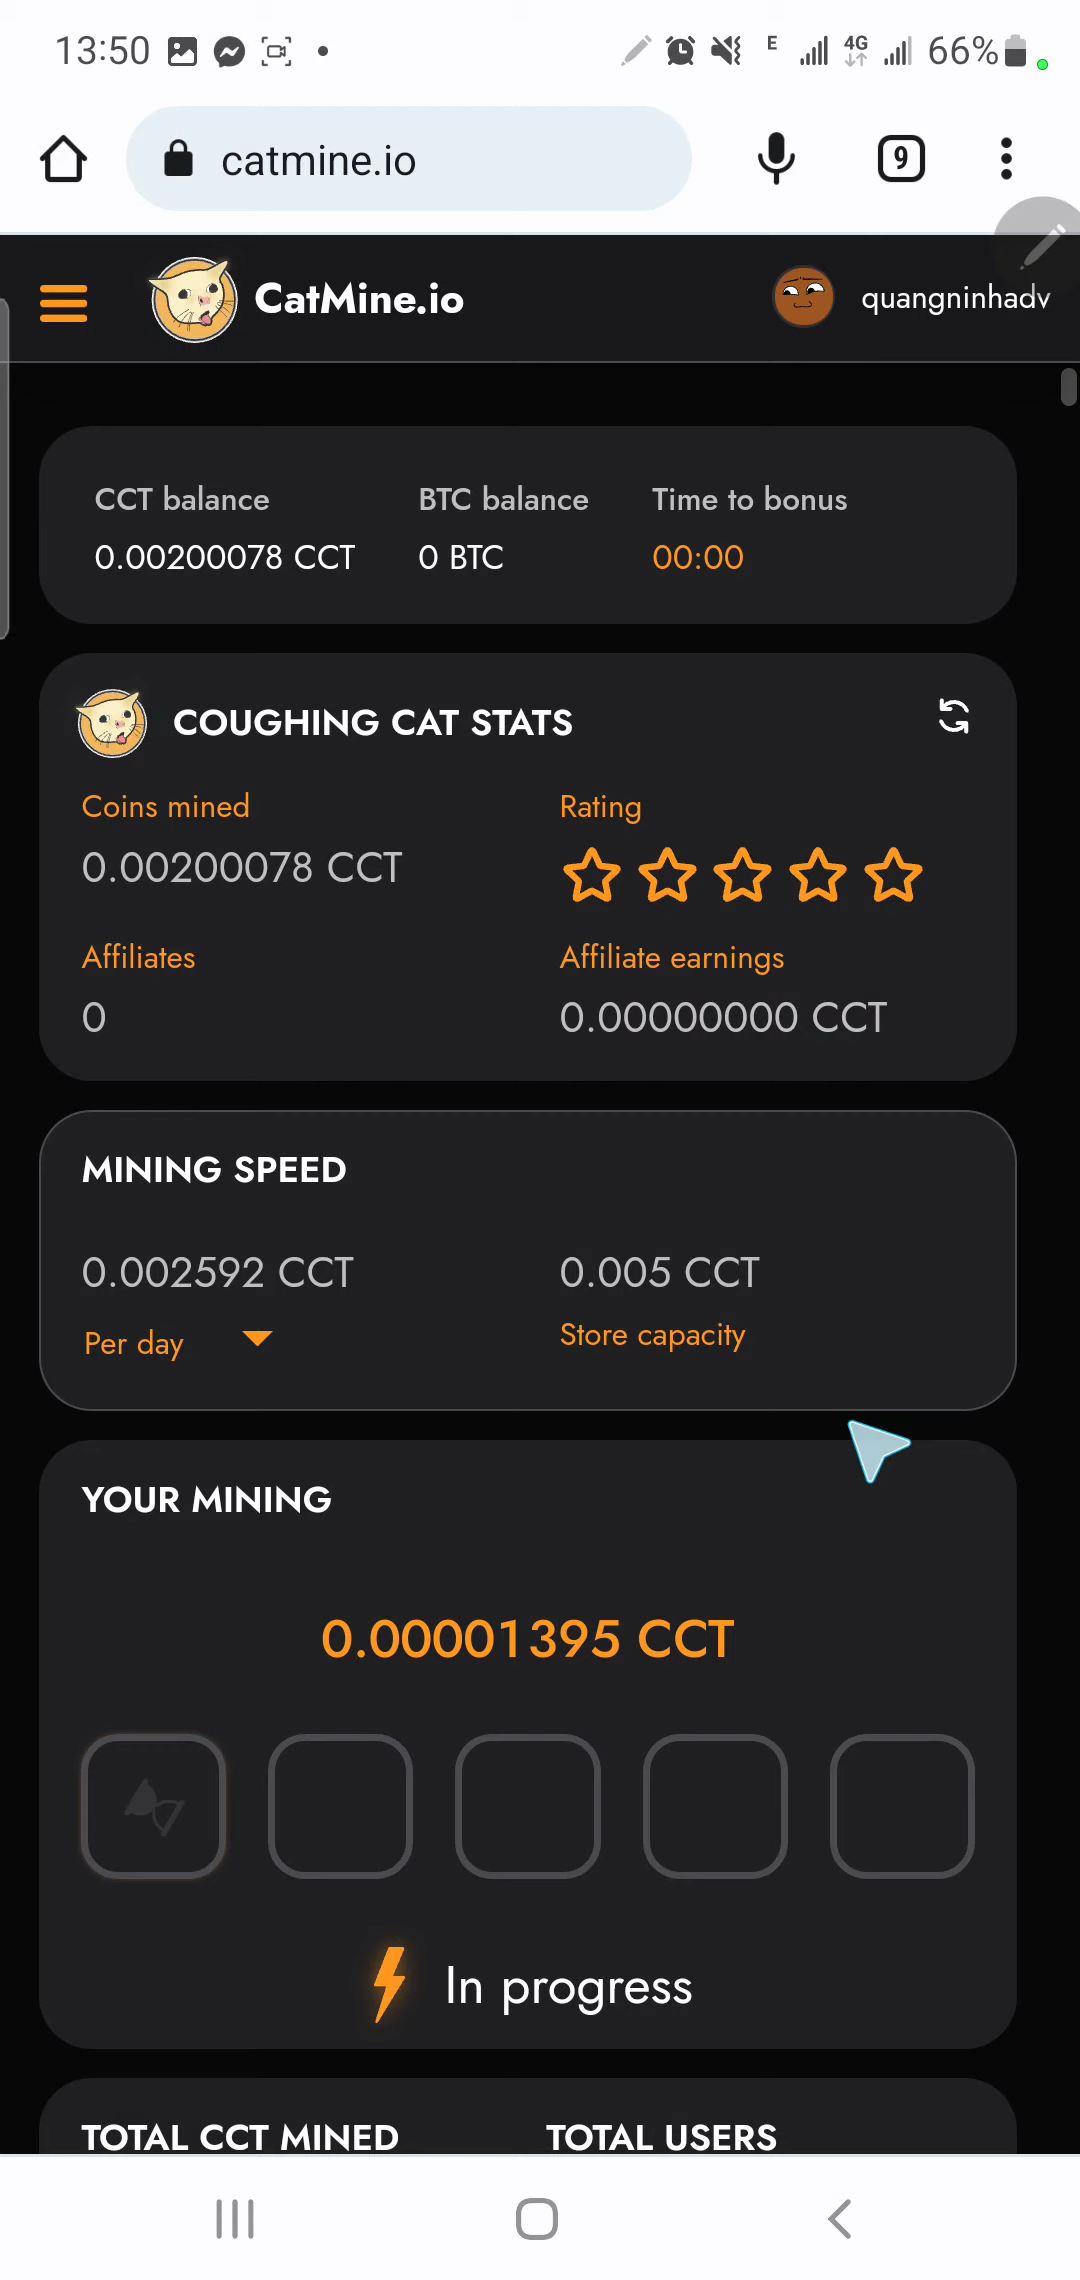 13:50
E
4G
66%
catmine.io
9
CatMine.io
quangninhadv
CCT balance
BTC balance
Time to bonus
0.00200078 CCT
0 BTC
00:00
COUGHING CAT STATS
Coins mined
Rating
0.00200078 CCT
Affiliates
Affiliate earnings
0
0.00000000 CCT
MINING SPEED
0.002592 CCT
0.005 CCT
Per day
Store capacity
YOUR MINING
0.00001395 CCT
In progress
TOTAL CCT MINED
TOTAL USERS